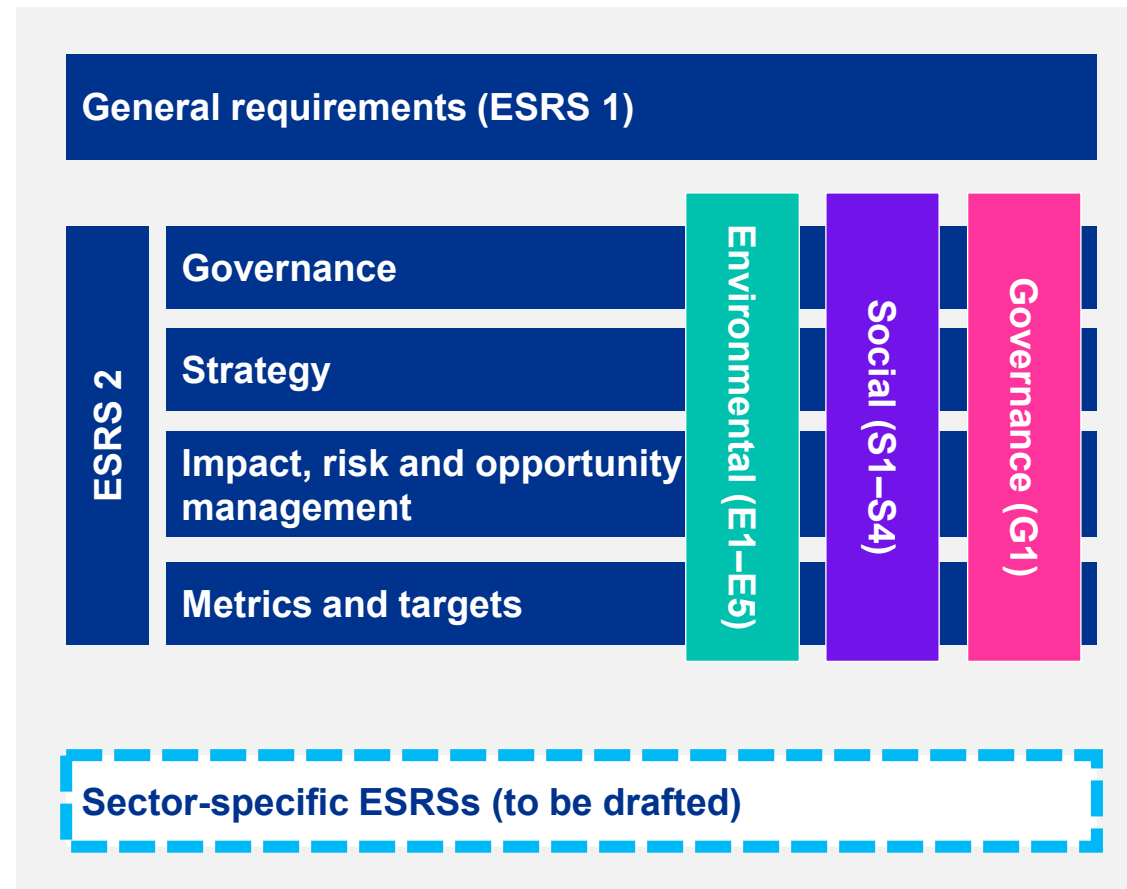 General requirements (ESRS 1)
ESRS 2
Governance
Strategy
Impact, risk and opportunity
management
Metrics and targets
Environmental (E1–E5)
Social (S1–S4)
Governance (G1)
Sector-specific ESRSs (to be drafted)